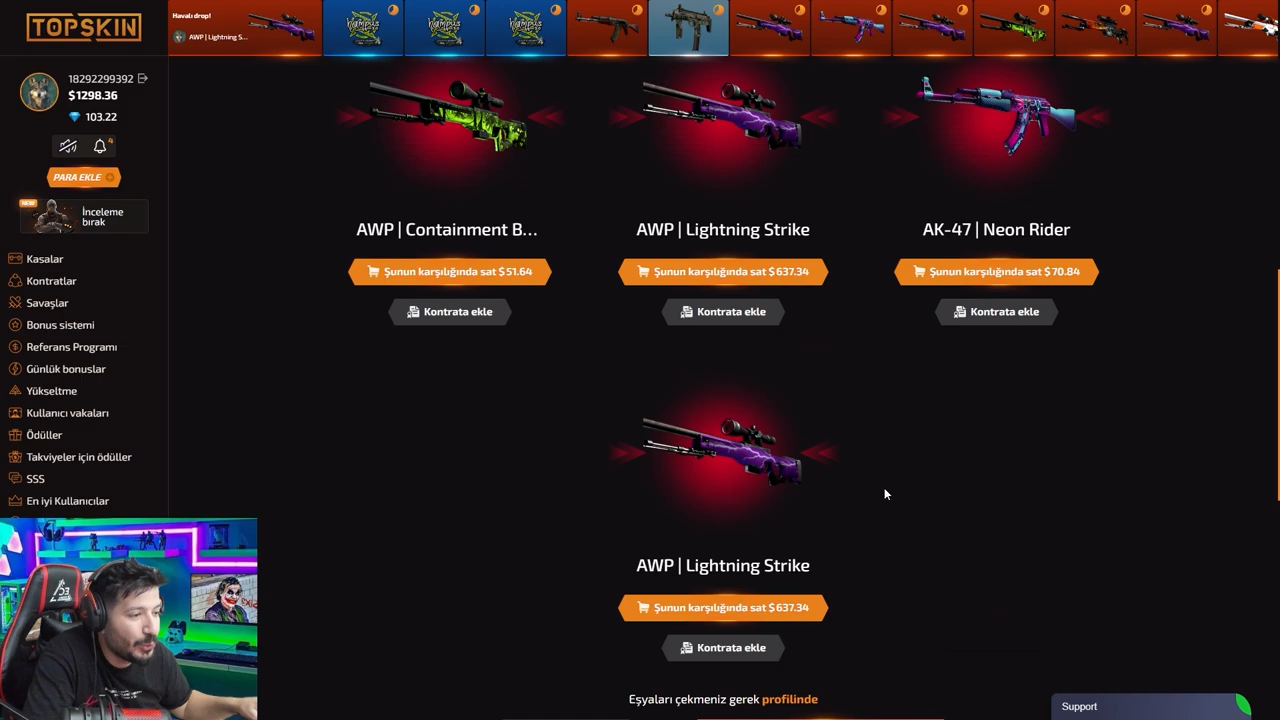 TOPSKIN
Havalı drop!
AWP | Lightning S...
18292299392
$1298.36
103.22
4
PARA EKLE
NEW
İnceleme
bırak
Kasalar
Kontratlar
Savaşlar
Bonus sistemi
Referans Programı
Günlük bonuslar
Yükseltme
Kullanıcı vakaları
Ödüller
Takviyeler için ödüller
SSS
En iyi Kullanıcılar
AWP | Containment B...
Şunun karşılığında sat $51.64
Kontrata ekle
AWP | Lightning Strike
Şunun karşılığında sat $637.34
Kontrata ekle
AK-47 | Neon Rider
Şunun karşılığında sat $70.84
Kontrata ekle
AWP | Lightning Strike
Şunun karşılığında sat $637.34
Kontrata ekle
Eşyaları çekmeniz gerek profilinde
Support